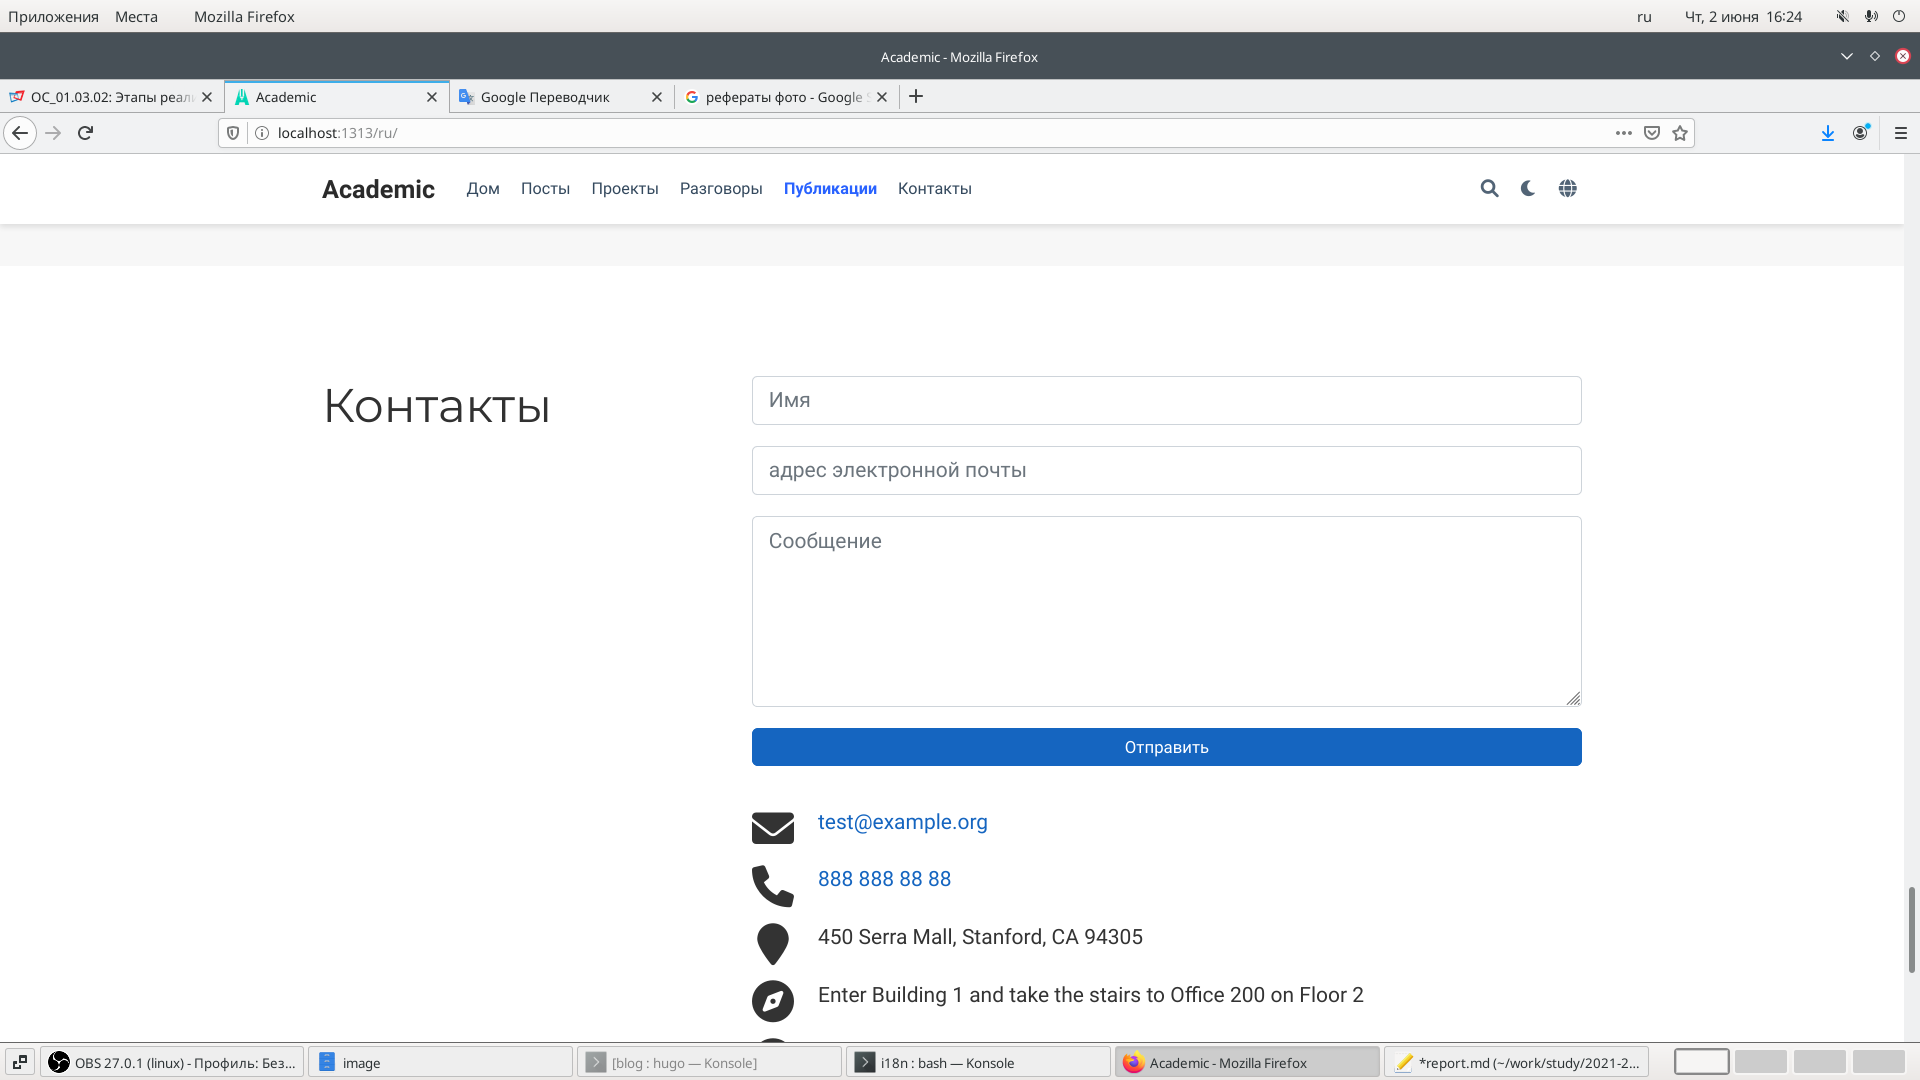 Приложения Места Mozilla Firefox ru Чт, 2 июня 16:24
Academic - Mozilla Firefox
ОС_01.03.02: Этапы реал Academic Google Переводчик рефераты фото - Google S
localhost:1313/ru/
Academic Дом Посты Проекты Разговоры Публикации Контакты
Контакты
Имя
адрес электронной почты
Сообщение
Отправить
test@example.org
888 888 88 88
450 Serra Mall, Stanford, CA 94305
Enter Building 1 and take the stairs to Office 200 on Floor 2
OBS 27.0.1 (linux) - Профиль: Без... image [blog : hugo — Konsole] i18n : bash — Konsole Academic - Mozilla Firefox *report.md (~/work/study/2021-2...